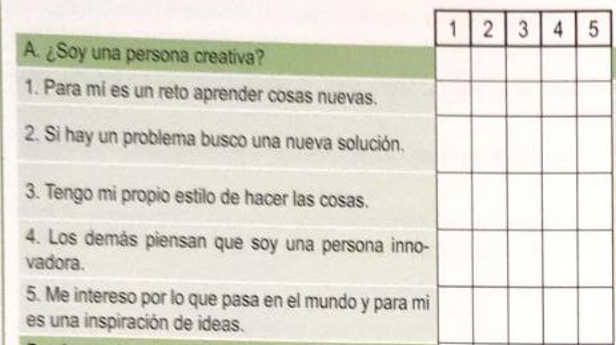 1 2 3 4 5
A. ¿Soy una persona creativa?
1. Para mí es un reto aprender cosas nuevas.
2. Si hay un problema busco una nueva solución.
3. Tengo mi propio estilo de hacer las cosas.
4. Los demás piensan que soy una persona inno-
vadora.
5. Me intereso por lo que pasa en el mundo y para mi
es una inspiración de ideas.